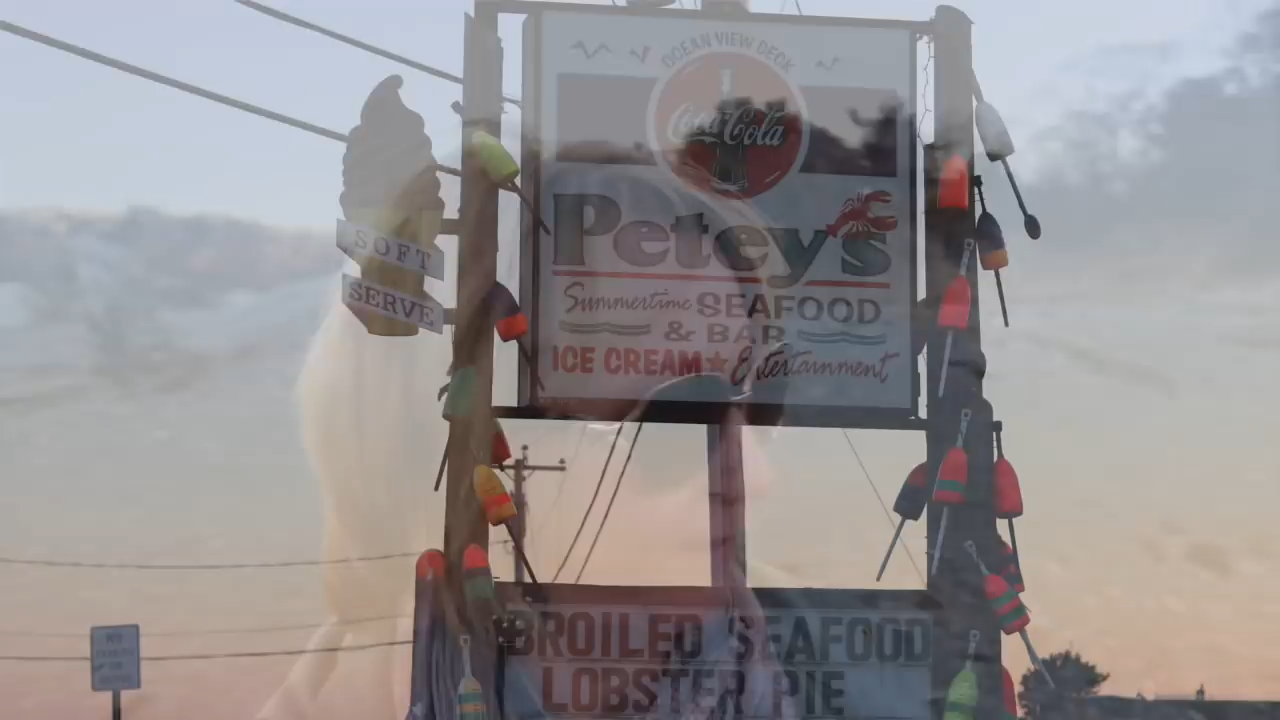 OCEAN VIEW DECK
Coca-Cola
Petey's
Summertime SEAFOOD
& BAR
ICE CREAM★Entertainment
SOFT
SERVE
BROILED SEAFOOD
LOBSTER PIE